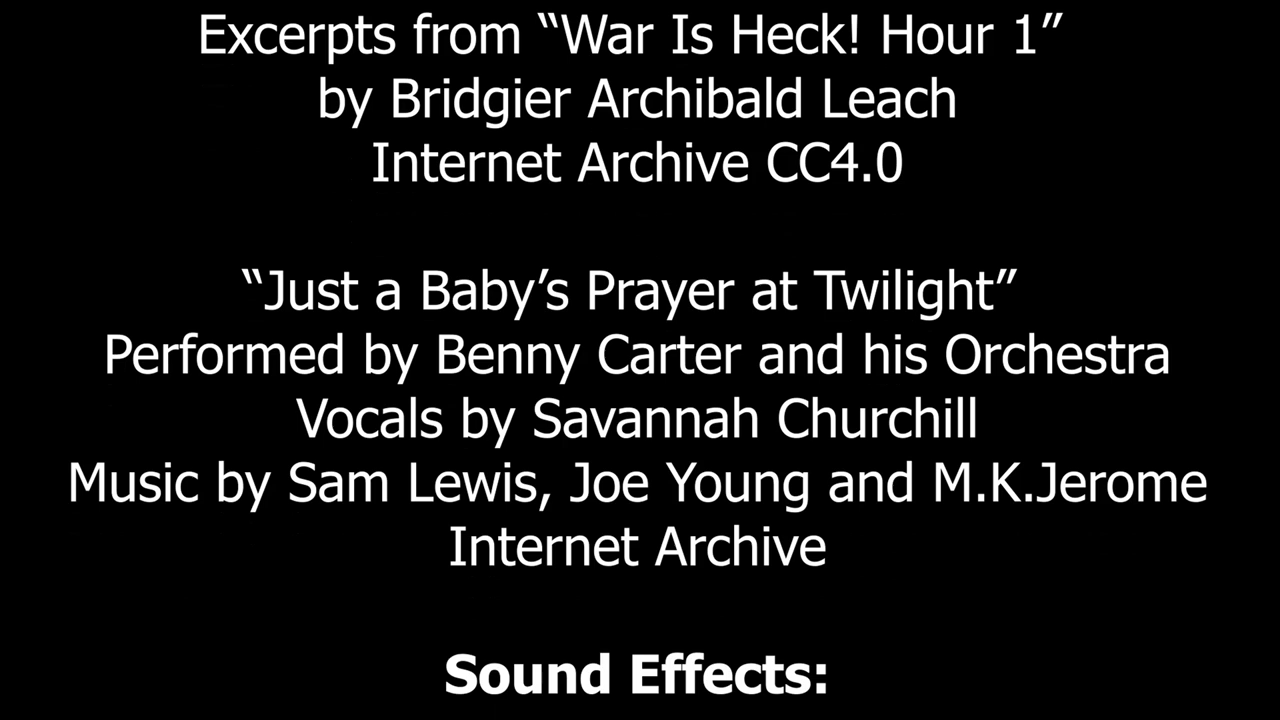 Excerpts from “War Is Heck! Hour 1”
by Bridgier Archibald Leach
Internet Archive CC4.0
“Just a Baby’s Prayer at Twilight”
Performed by Benny Carter and his Orchestra
Vocals by Savannah Churchill
Music by Sam Lewis, Joe Young and M.K.Jerome
Internet Archive
Sound Effects: